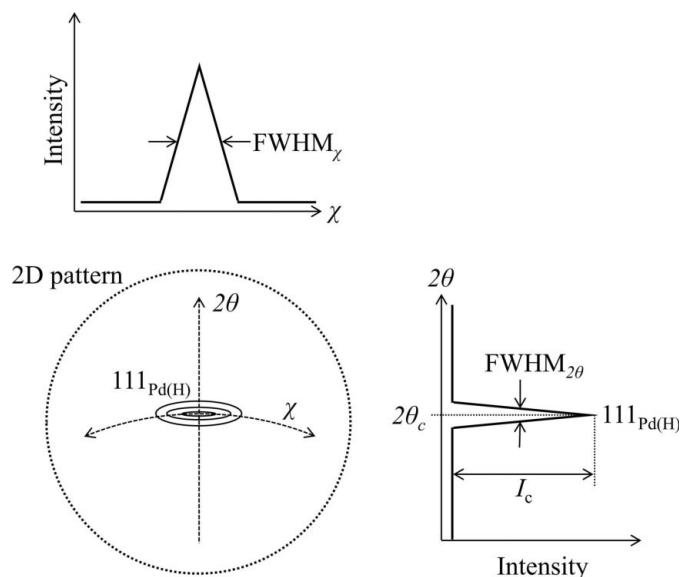 Intensity
FWHMχ
χ
2D pattern
2θ
111Pd(H)
χ
2θ
FWHM2θ
2θc
111Pd(H)
Ic
Intensity